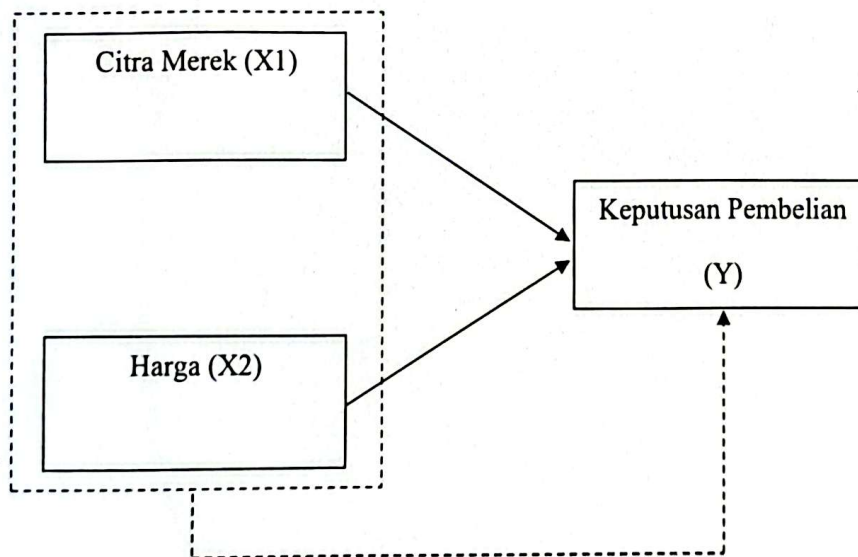 Citra Merek (X1)
Keputusan Pembelian
(Y)
Harga (X2)